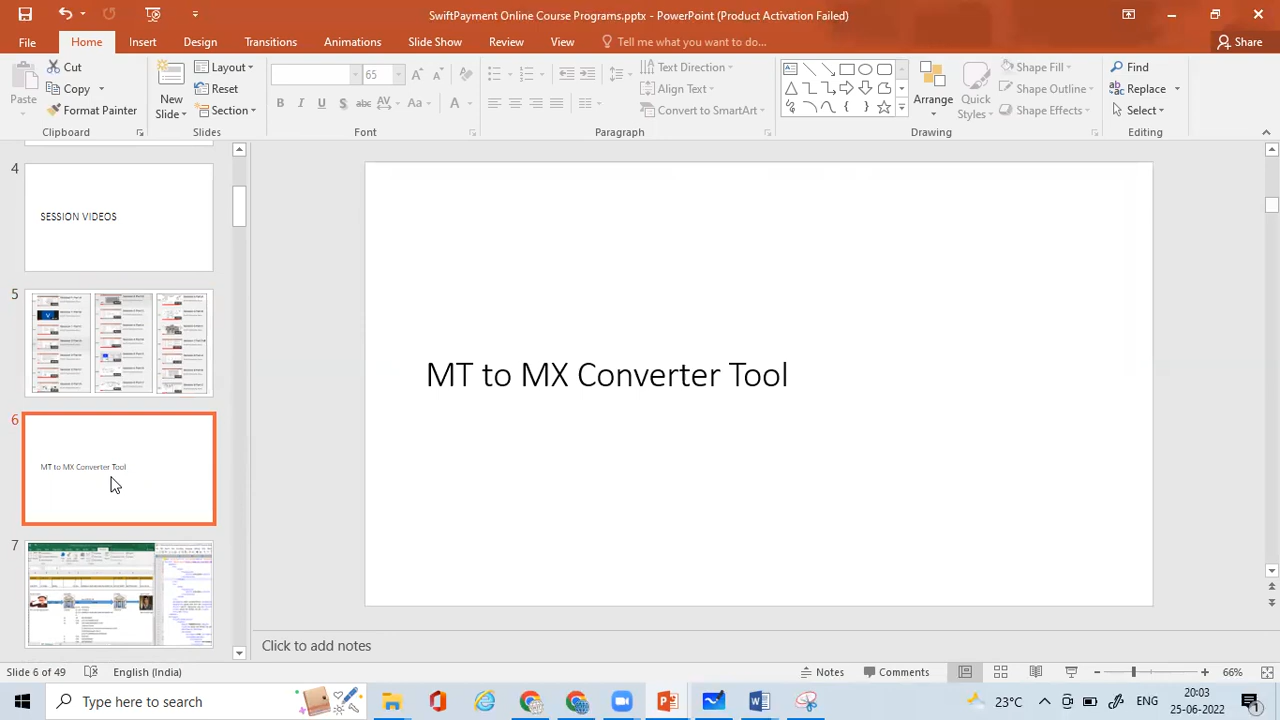 SwiftPayment Online Course Programs.pptx - PowerPoint (Product Activation Failed)
File Home Insert Design Transitions Animations Slide Show Review View Tell me what you want to do... Share
Paste
Cut
Copy
Format Painter
Clipboard
New Slide
Layout
Reset
Section
Slides
65
B I U S abc AV Aa A
Font
Text Direction
Align Text
Convert to SmartArt
Paragraph
Arrange
Quick Styles
Shape Fill
Shape Outline
Shape Effects
Drawing
Find
Replace
Select
Editing
4
SESSION VIDEOS
5
6
MT to MX Converter Tool
7
MT to MX Converter Tool
Click to add notes
Slide 6 of 49 English (India) Notes Comments 66%
Type here to search
23°C ENG
20:03
25-06-2022
1